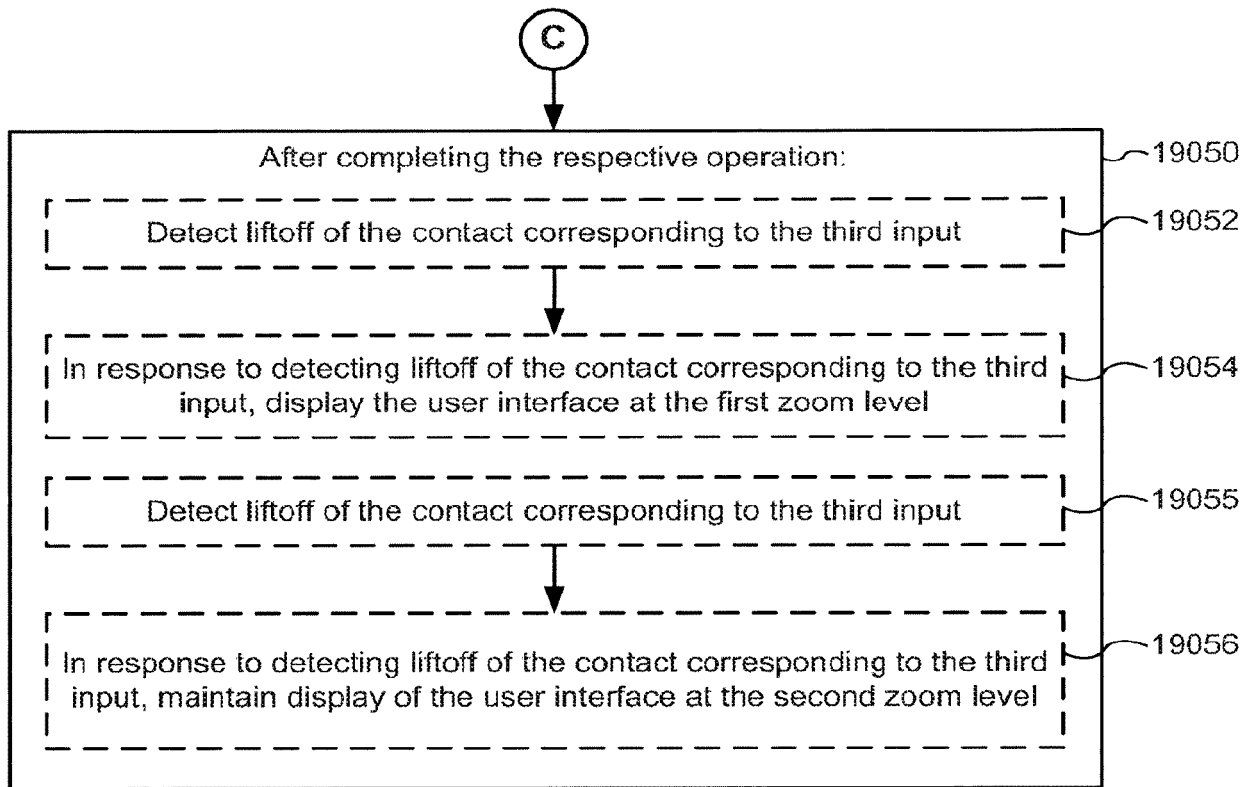 C
After completing the respective operation:
19050
Detect liftoff of the contact corresponding to the third input
19052
In response to detecting liftoff of the contact corresponding to the third
input, display the user interface at the first zoom level
19054
Detect liftoff of the contact corresponding to the third input
19055
In response to detecting liftoff of the contact corresponding to the third
input, maintain display of the user interface at the second zoom level
19056